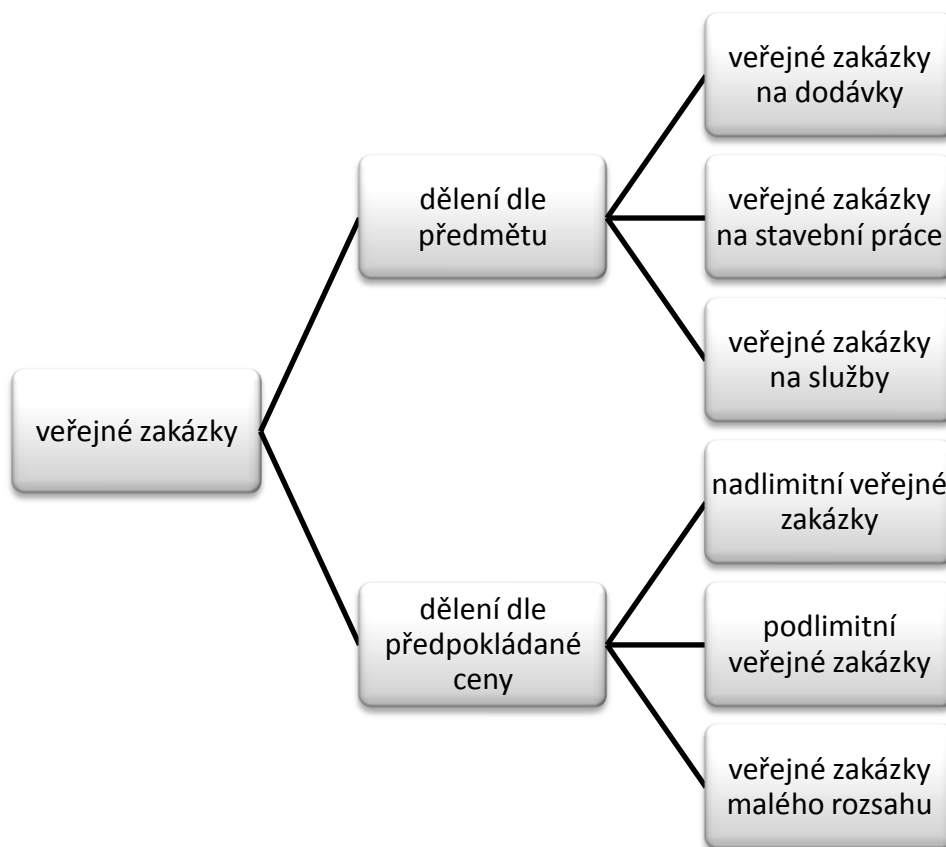 veřejné zakázky
na dodávky
dělení dle
předmětu
veřejné zakázky
na stavební práce
veřejné zakázky
na služby
veřejné zakázky
nadlimitní veřejné
zakázky
dělení dle
předpokládané
ceny
podlimitní
veřejné zakázky
veřejné zakázky
malého rozsahu